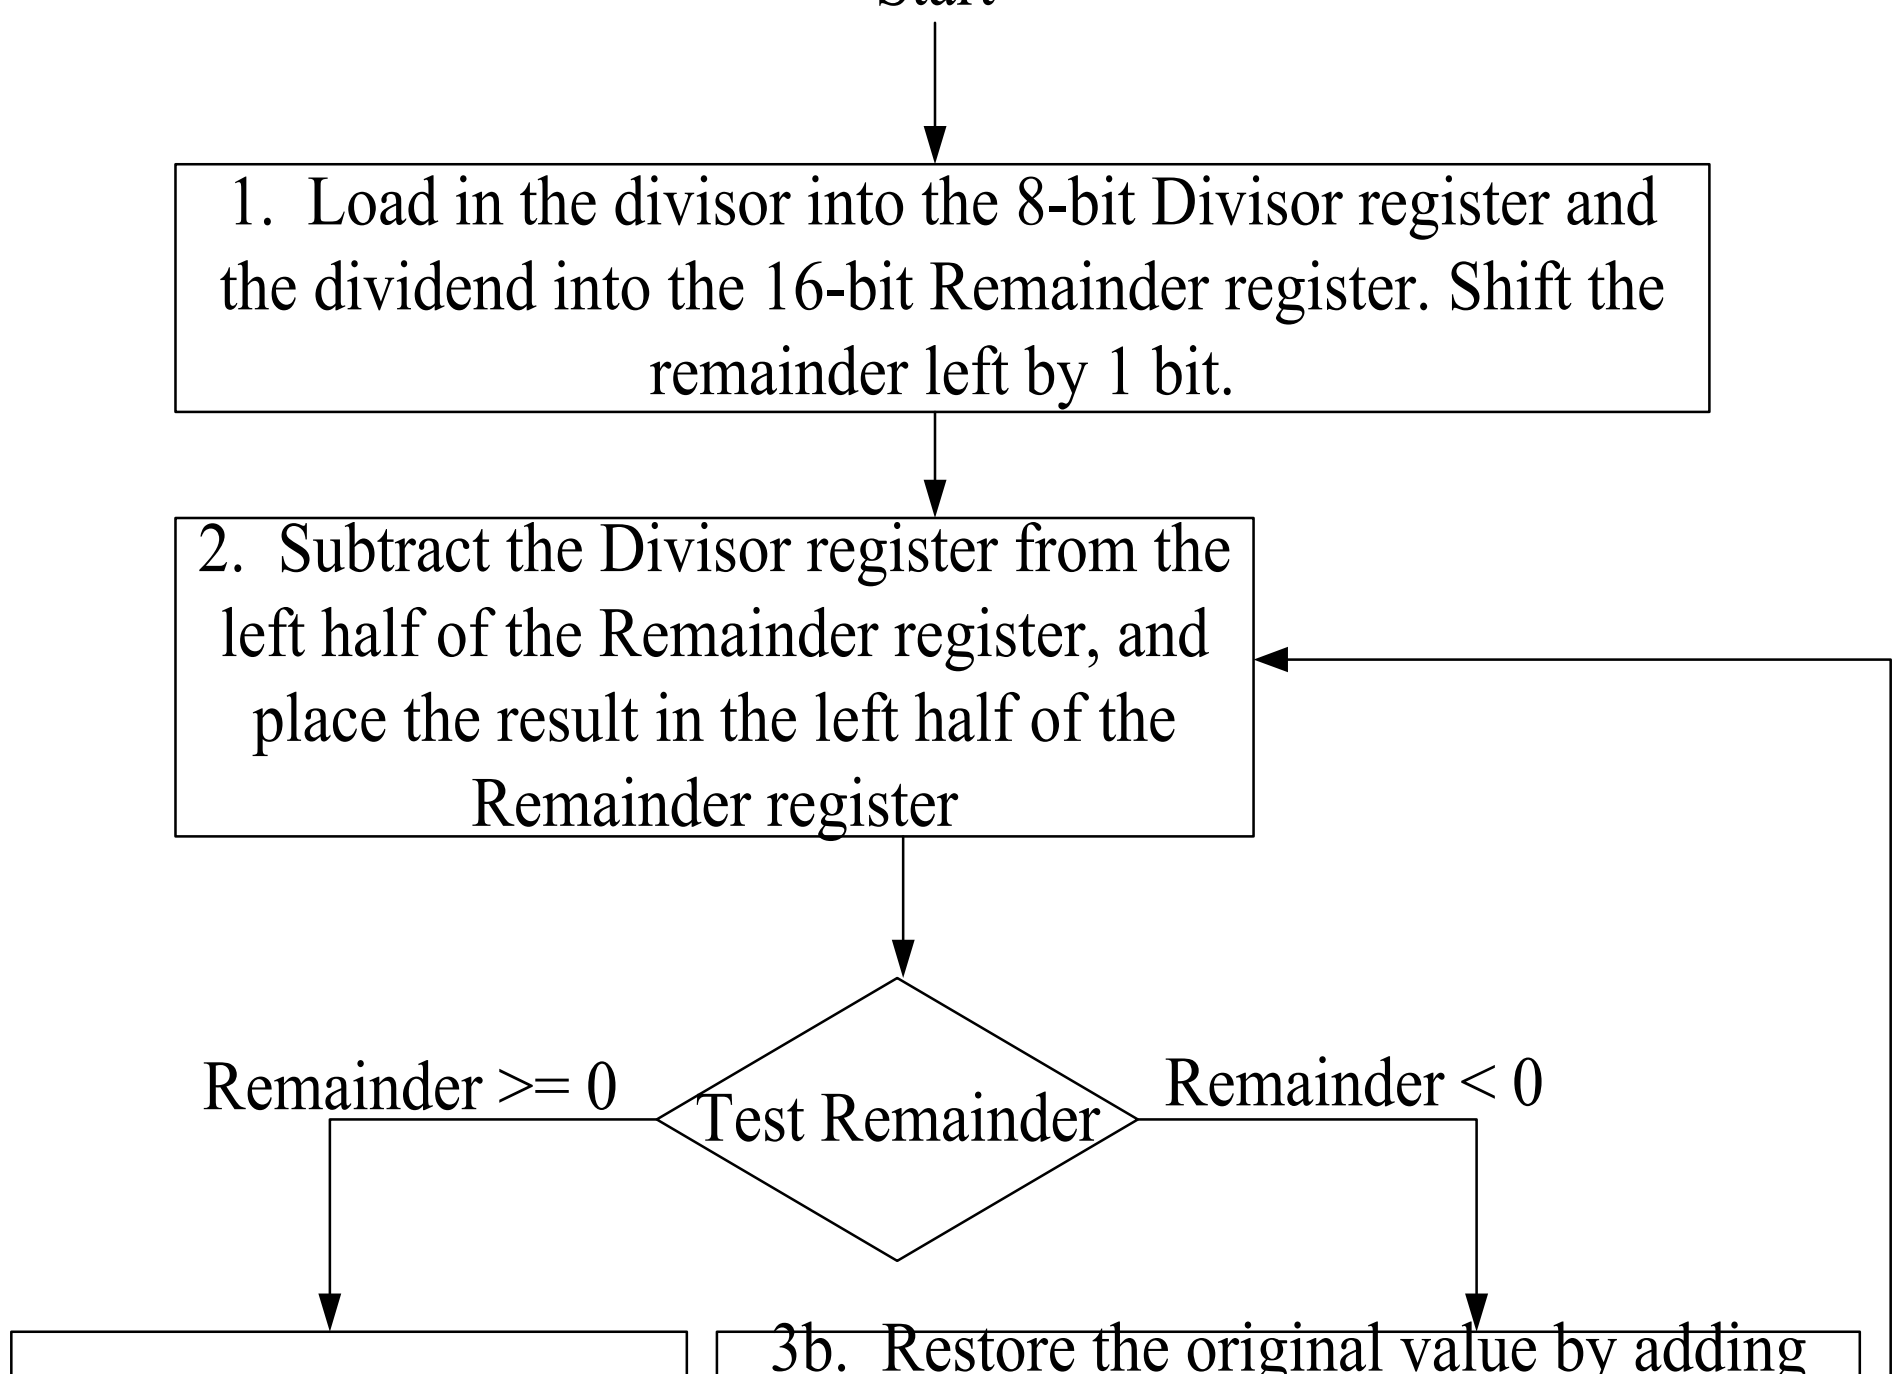 Start
1. Load in the divisor into the 8-bit Divisor register and
the dividend into the 16-bit Remainder register. Shift the
remainder left by 1 bit.
2. Subtract the Divisor register from the
left half of the Remainder register, and
place the result in the left half of the
Remainder register
Remainder >= 0
Test Remainder
Remainder < 0
3b. Restore the original value by adding